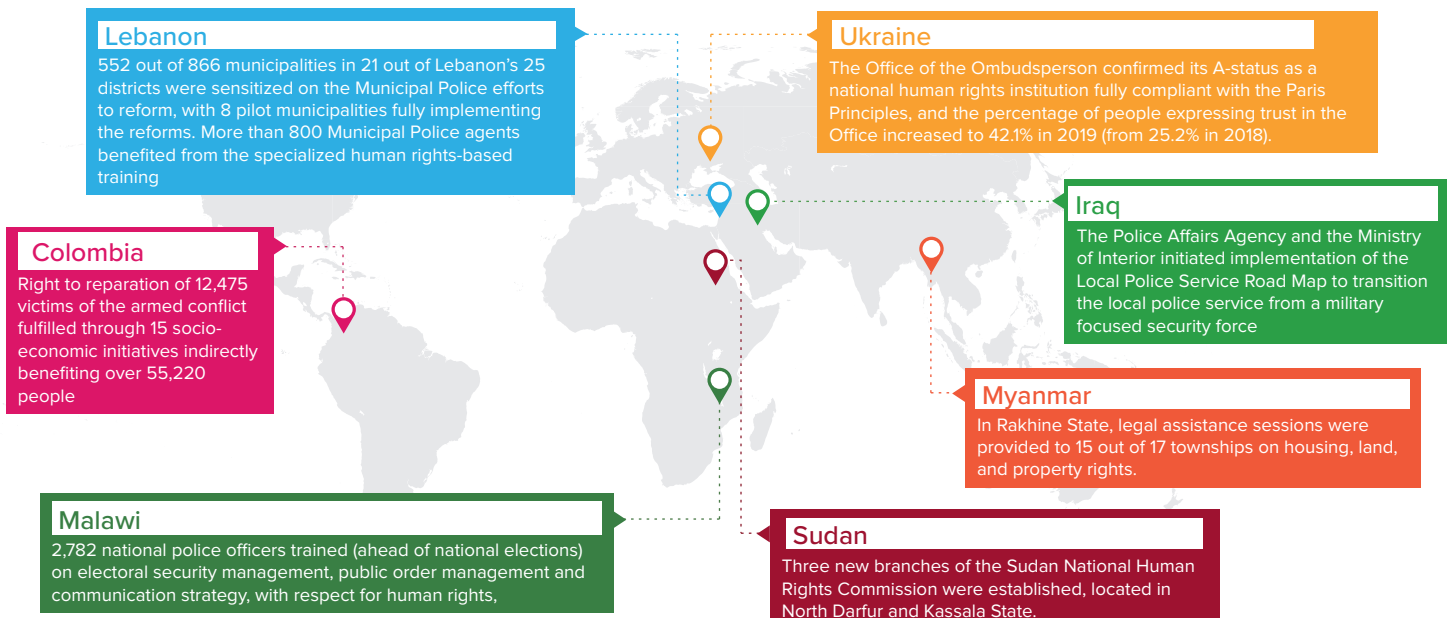 Lebanon
552 out of 866 municipalities in 21 out of Lebanon's 25
districts were sensitized on the Municipal Police efforts
to reform, with 8 pilot municipalities fully implementing
the reforms. More than 800 Municipal Police agents
benefited from the specialized human rights-based
training
Ukraine
The Office of the Ombudsperson confirmed its A-status as a
national human rights institution fully compliant with the Paris
Principles, and the percentage of people expressing trust in the
Office increased to 42.1% in 2019 (from 25.2% in 2018).
Iraq
The Police Affairs Agency and the Ministry
of Interior initiated implementation of the
Local Police Service Road Map to transition
the local police service from a military
focused security force
Colombia
Right to reparation of 12,475
victims of the armed conflict
fulfilled through 15 socio-
economic initiatives indirectly
benefiting over 55,220
people
Myanmar
In Rakhine State, legal assistance sessions were
provided to 15 out of 17 townships on housing, land,
and property rights.
Malawi
2,782 national police officers trained (ahead of national elections)
on electoral security management, public order management and
communication strategy, with respect for human rights,
Sudan
Three new branches of the Sudan National Human
Rights Commission were established, located in
North Darfur and Kassala State.